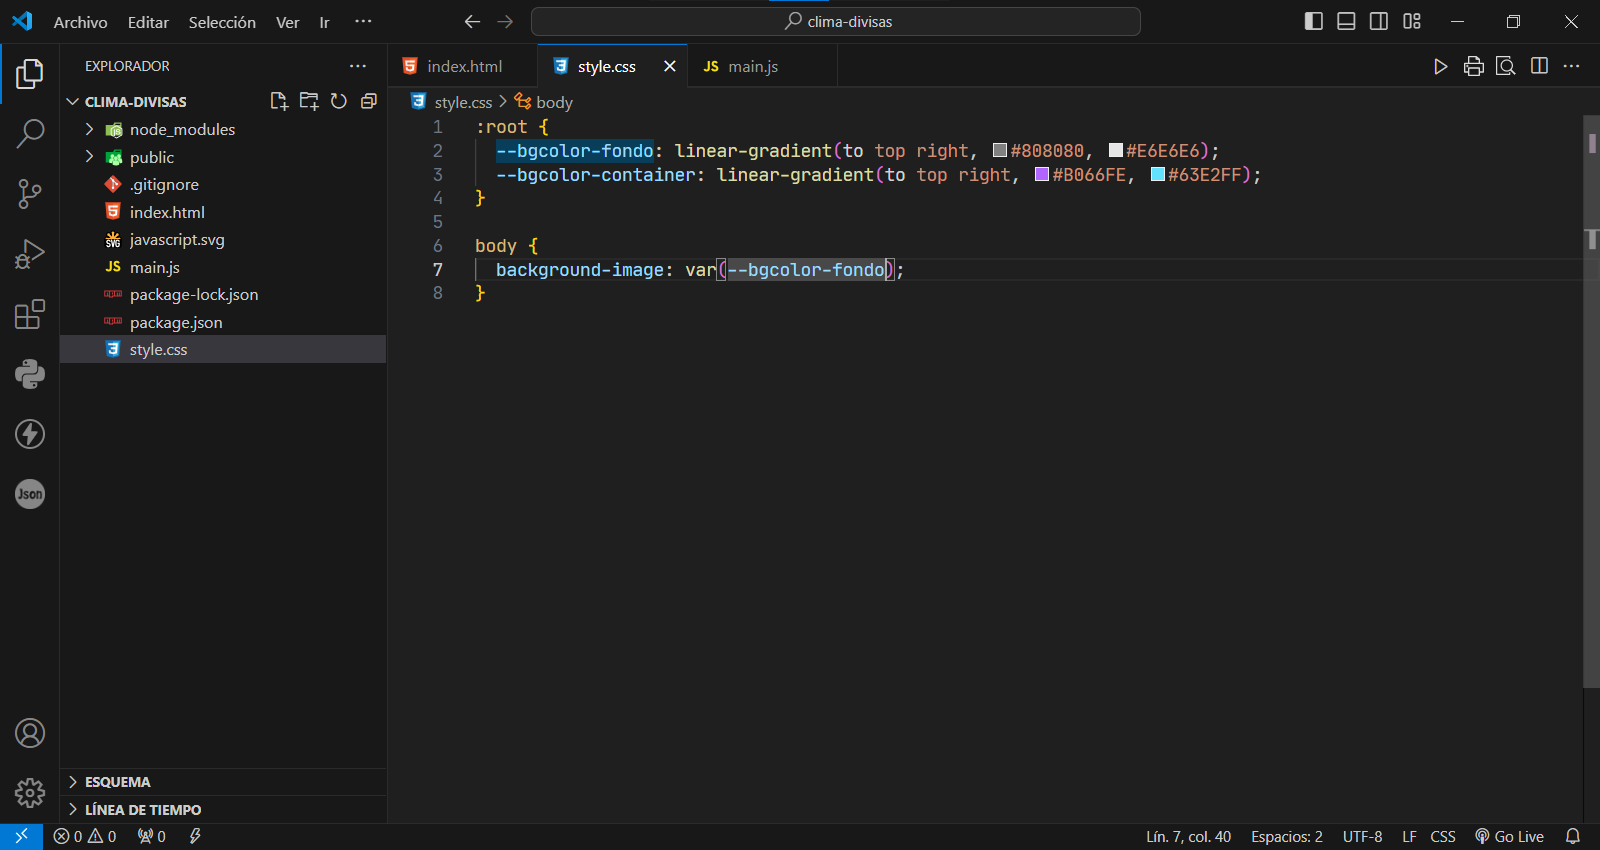 Archivo Editar Selección Ver Ir ···
clima-divisas
EXPLORADOR
CLIMA-DIVISAS
node_modules
public
.gitignore
index.html
SVG javascript.svg
JS main.js
package-lock.json
package.json
style.css
Json
ESQUEMA
LÍNEA DE TIEMPO
index.html
style.css
JS main.js
style.css > body
1 :root {
2 --bgcolor-fondo: linear-gradient(to top right, #808080, #E6E6E6);
3 --bgcolor-container: linear-gradient(to top right, #B066FE, #63E2FF);
4 }
5
6 body {
7 background-image: var(--bgcolor-fondo);
8 }
0 0 0
Lín. 7, col. 40 Espacios: 2 UTF-8 LF CSS Go Live